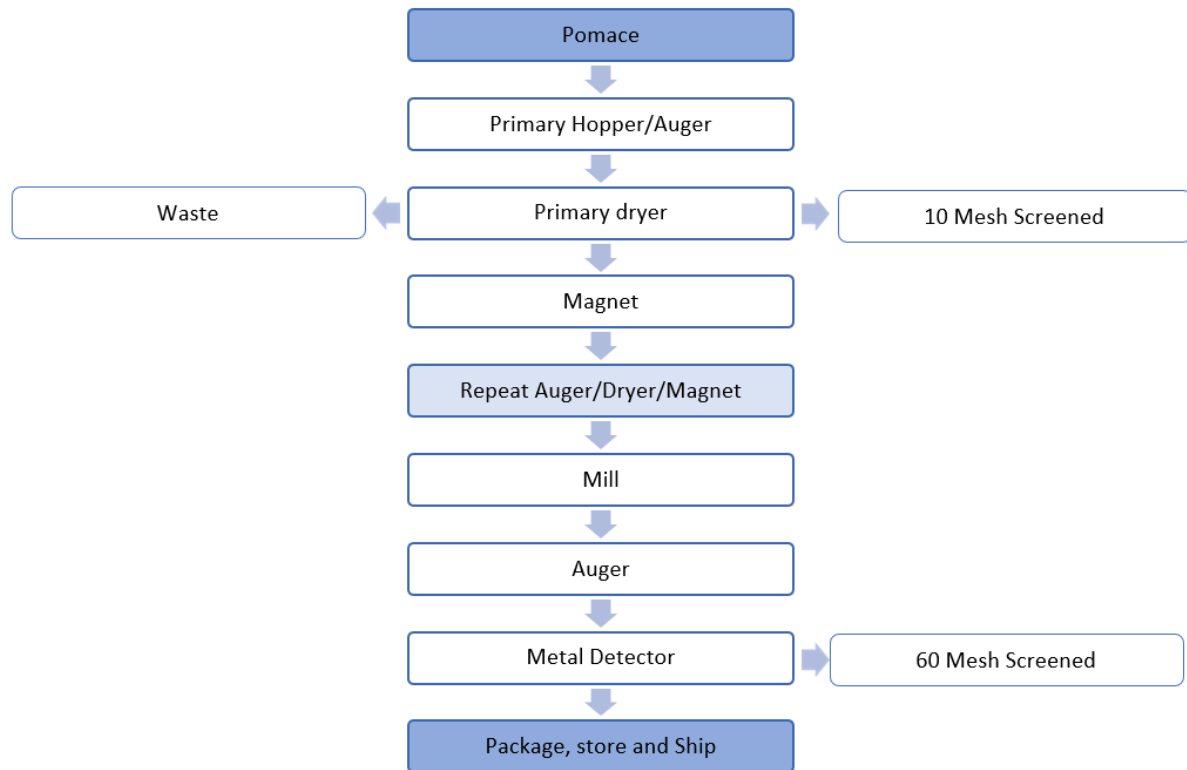 Pomace
Primary Hopper/Auger
Waste
Primary dryer
10 Mesh Screened
Magnet
Repeat Auger/Dryer/Magnet
Mill
Auger
Metal Detector
60 Mesh Screened
Package, store and Ship